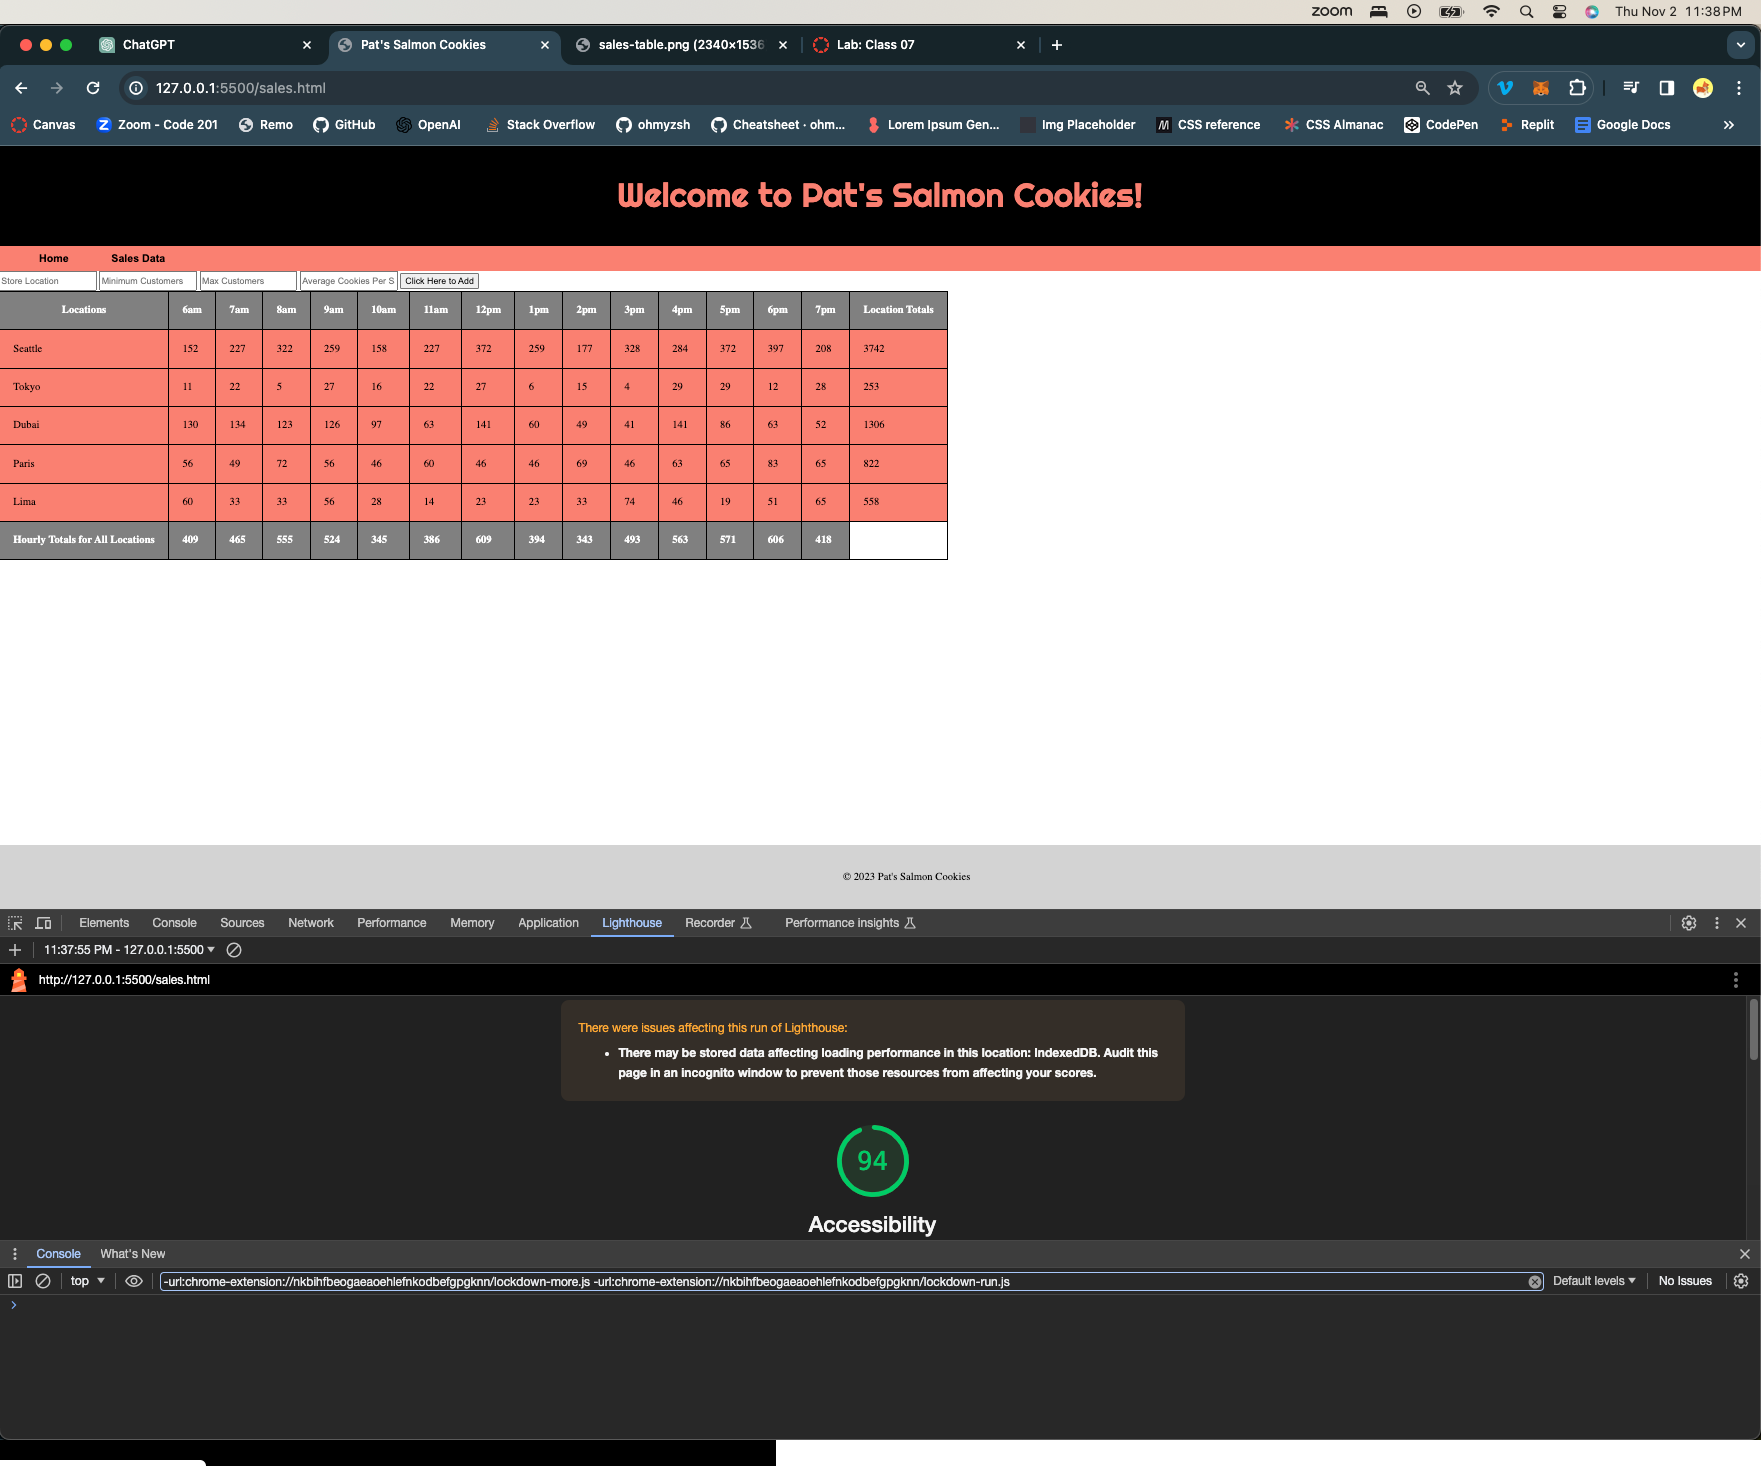 zoom Thu Nov 2 11:38 PM
ChatGPT Pat's Salmon Cookies sales-table.png (2340×1536 Lab: Class 07
127.0.0.1:5500/sales.html
Canvas Zoom - Code 201 Remo GitHub OpenAI Stack Overflow ohmyzsh Cheatsheet · ohm... Lorem Ipsum Gen... Img Placeholder CSS reference CSS Almanac CodePen Replit Google Docs
Welcome to Pat's Salmon Cookies!
Home Sales Data
Store Location Minimum Customers Max Customers Average Cookies Per S Click Here to Add
Locations 6am 7am 8am 9am 10am 11am 12pm 1pm 2pm 3pm 4pm 5pm 6pm 7pm Location Totals
Seattle 152 227 322 259 158 227 372 259 177 328 284 372 397 208 3742
Tokyo 11 22 5 27 16 22 27 6 15 4 29 29 12 28 253
Dubai 130 134 123 126 97 63 141 60 49 41 141 86 63 52 1306
Paris 56 49 72 56 46 60 46 46 69 46 63 65 83 65 822
Lima 60 33 33 56 28 14 23 23 33 74 46 19 51 65 558
Hourly Totals for All Locations 409 465 555 524 345 386 609 394 343 493 563 571 606 418
© 2023 Pat's Salmon Cookies
Elements Console Sources Network Performance Memory Application Lighthouse Recorder Performance insights
11:37:55 PM - 127.0.0.1:5500
http://127.0.0.1:5500/sales.html
There were issues affecting this run of Lighthouse:
• There may be stored data affecting loading performance in this location: IndexedDB. Audit this
page in an incognito window to prevent those resources from affecting your scores.
94
Accessibility
Console What's New
top -url:chrome-extension://nkbihfbeogaeaoehlefnkodbefgpgknn/lockdown-more.js -url:chrome-extension://nkbihfbeogaeaoehlefnkodbefgpgknn/lockdown-run.js Default levels No Issues